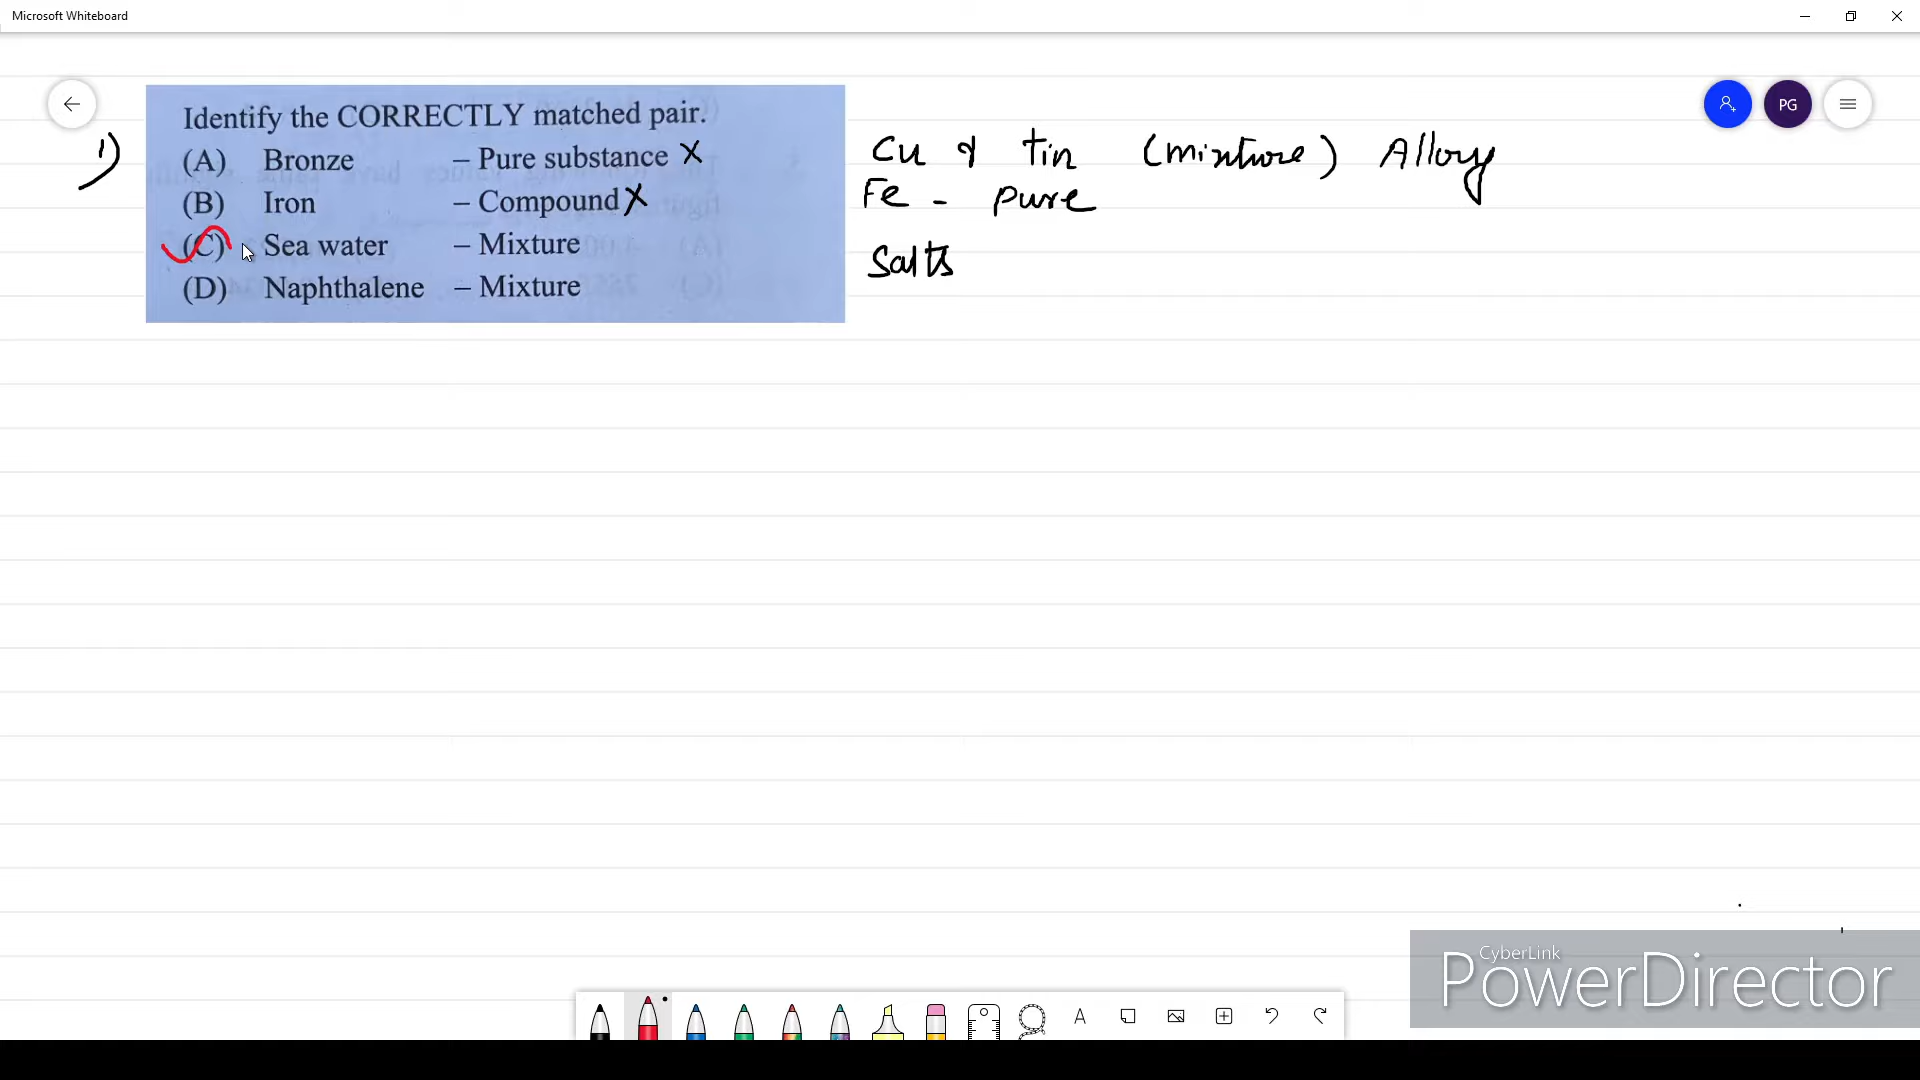 Microsoft Whiteboard
PG
1)
Identify the CORRECTLY matched pair.
(A) Bronze – Pure substance X Cu & tin (mixture) Alloy
(B) Iron – Compound X Fe - pure
(C) Sea water – Mixture Salts
(D) Naphthalene – Mixture
CyberLink
PowerDirector
A